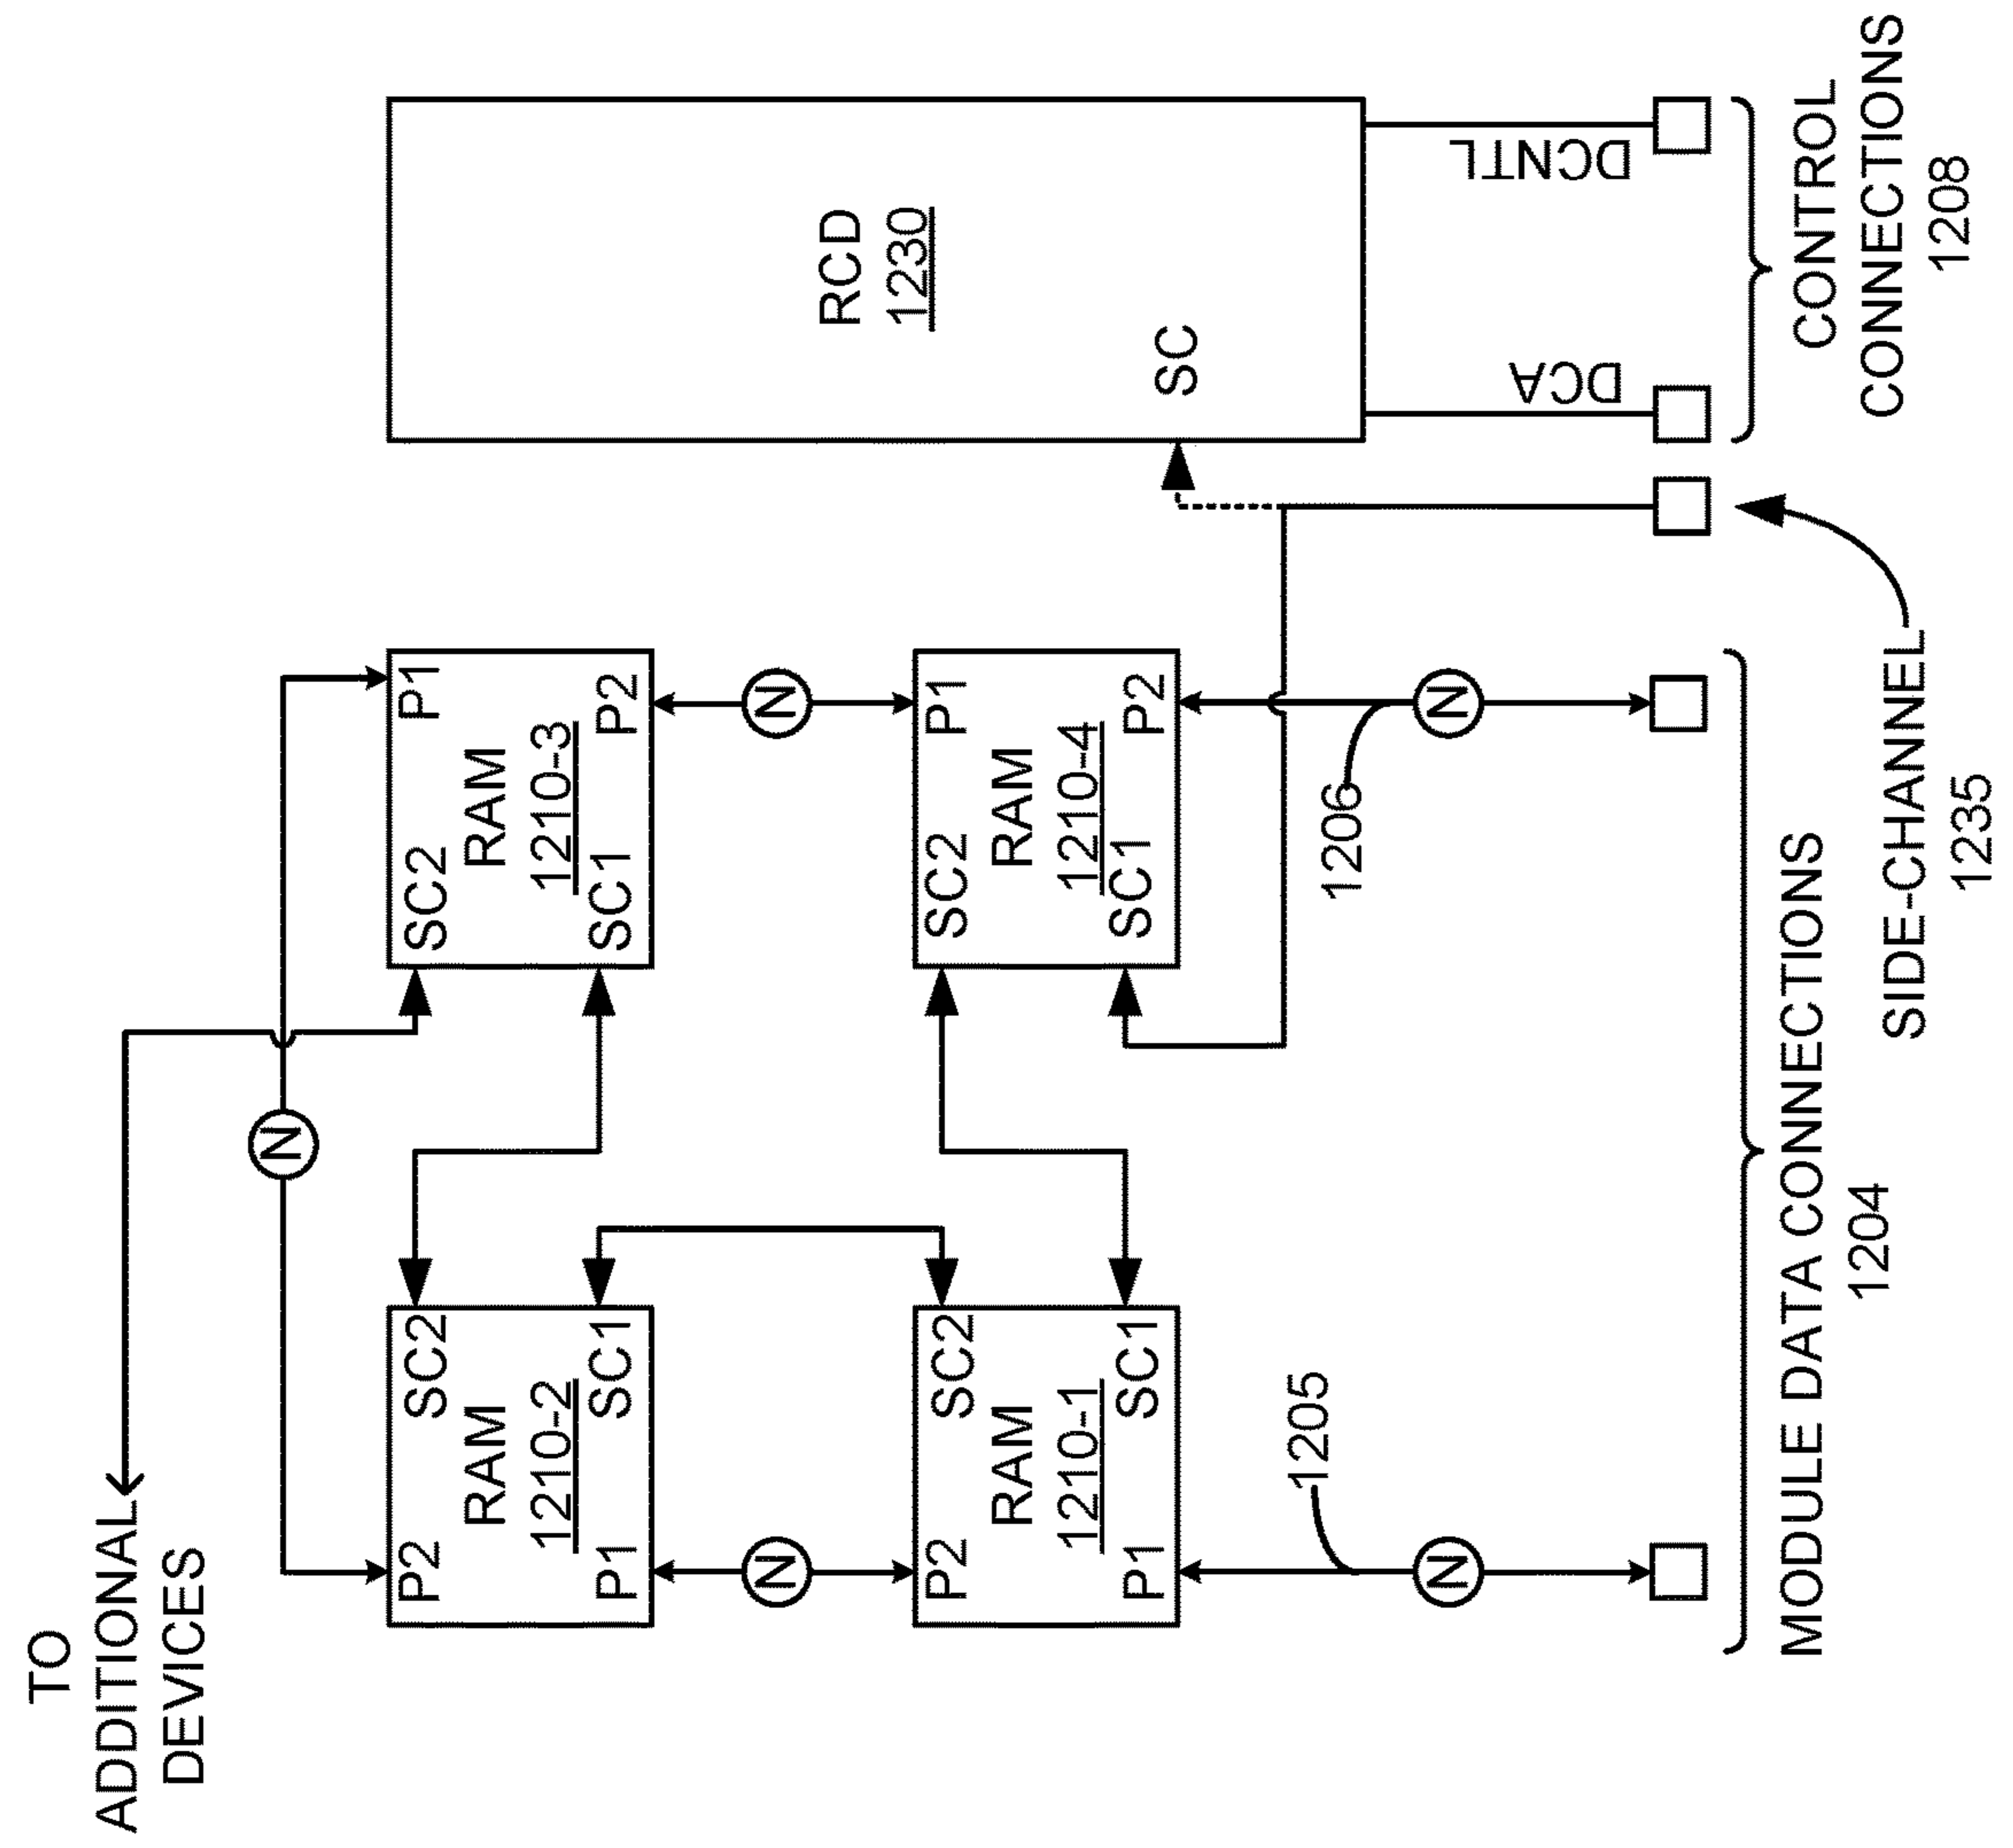 TO
ADDITIONAL
DEVICES
N
P2 SC2
RAM
1210-2
P1 SC1
SC2 P1
RAM
1210-3
SC1 P2
N
N
P2 SC2
RAM
1210-1
P1 SC1
SC2 P1
RAM
1210-4
SC1 P2
RCD
1230
SC
1205
1206
N
N
DCA
DCNTL
MODULE DATA CONNECTIONS
1204
SIDE-CHANNEL
1235
CONTROL
CONNECTIONS
1208